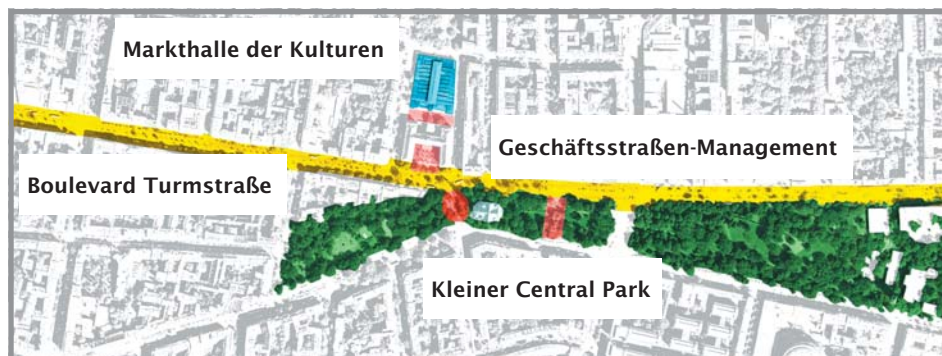 Markthalle der Kulturen
Geschäftsstraßen-Management
Boulevard Turmstraße
Kleiner Central Park